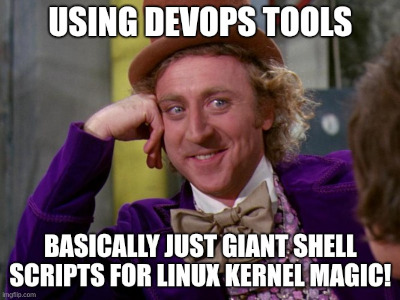 USING DEVOPS TOOLS
BASICALLY JUST GIANT SHELL
SCRIPTS FOR LINUX KERNEL MAGIC!
imgflip.com